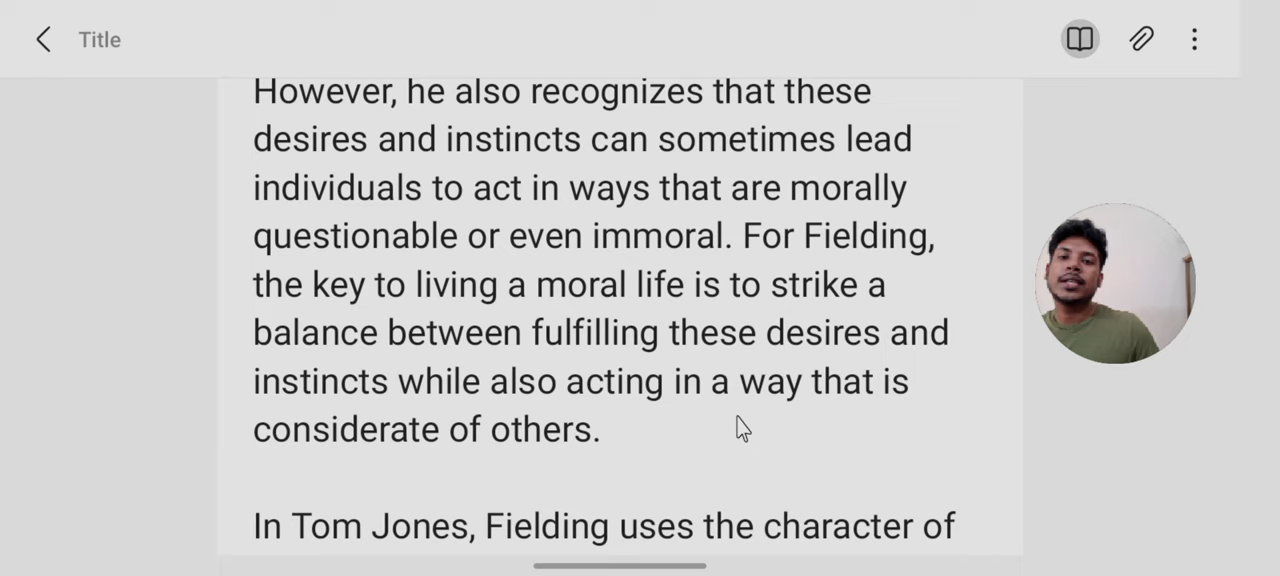 Title
However, he also recognizes that these
desires and instincts can sometimes lead
individuals to act in ways that are morally
questionable or even immoral. For Fielding,
the key to living a moral life is to strike a
balance between fulfilling these desires and
instincts while also acting in a way that is
considerate of others.
In Tom Jones, Fielding uses the character of